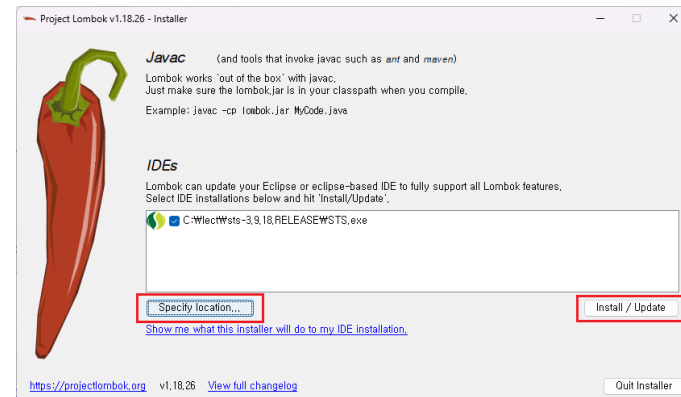 Project Lombok v1.18.26 - Installer
Javac (and tools that invoke javac such as ant and maven)
Lombok works 'out of the box' with javac.
Just make sure the lombok.jar is in your classpath when you compile.
Example: javac -cp lombok.jar MyCode.java
IDEs
Lombok can update your Eclipse or eclipse-based IDE to fully support all Lombok features.
Select IDE installations below and hit 'Install/Update'.
C:₩lect₩sts-3.9.18.RELEASE₩STS.exe
Specify location...
Install / Update
Show me what this installer will do to my IDE installation.
https://projectlombok.org v1.18.26 View full changelog
Quit Installer